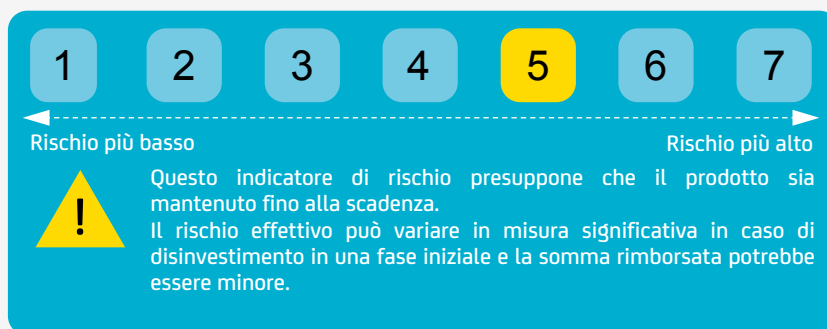 1 2 3 4 5 6 7
Rischio più basso Rischio più alto
Questo indicatore di rischio presuppone che il prodotto sia
mantenuto fino alla scadenza.
Il rischio effettivo può variare in misura significativa in caso di
disinvestimento in una fase iniziale e la somma rimborsata potrebbe
essere minore.
!